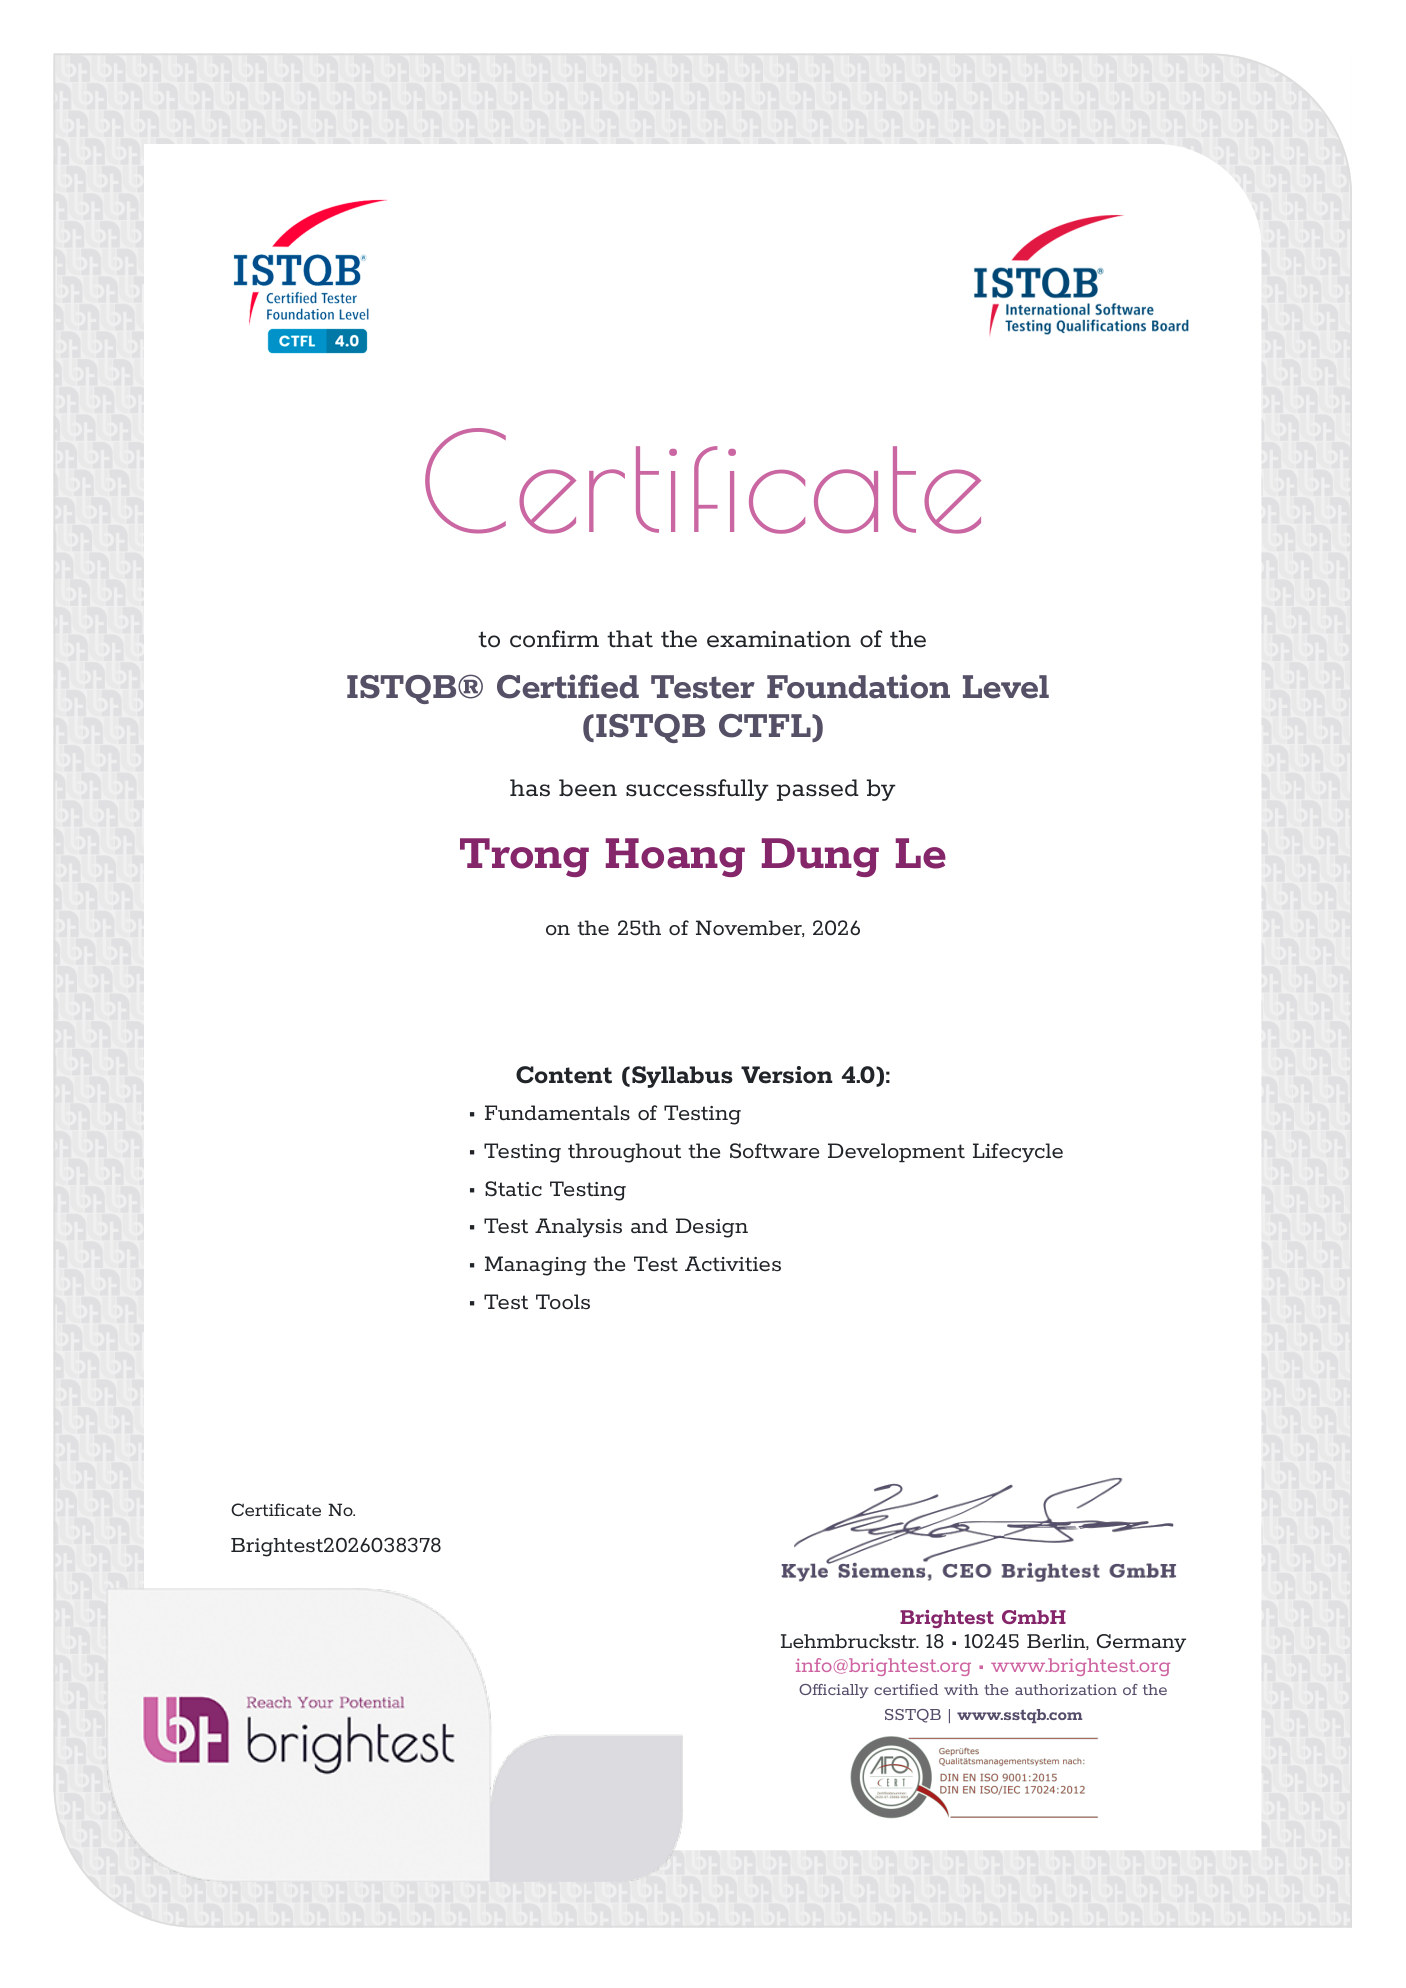 ISTQB®
Certified Tester
Foundation Level
CTFL 4.0
ISTQB®
International Software
Testing Qualifications Board
Certificate
to confirm that the examination of the
ISTQB® Certified Tester Foundation Level
(ISTQB CTFL)
has been successfully passed by
Trong Hoang Dung Le
on the 25th of November, 2026
Content (Syllabus Version 4.0):
▪ Fundamentals of Testing
▪ Testing throughout the Software Development Lifecycle
▪ Static Testing
▪ Test Analysis and Design
▪ Managing the Test Activities
▪ Test Tools
Certificate No.
Brightest2026038378
Kyle Siemens, CEO Brightest GmbH
Brightest GmbH
Lehmbruckstr. 18 ▪ 10245 Berlin, Germany
info@brightest.org ▪ www.brightest.org
Officially certified with the authorization of the
SSTQB | www.sstqb.com
AFQ
CERT
Geprüftes
Qualitätsmanagementsystem nach:
DIN EN ISO 9001:2015
DIN EN ISO/IEC 17024:2012
bt
Reach Your Potential
brightest